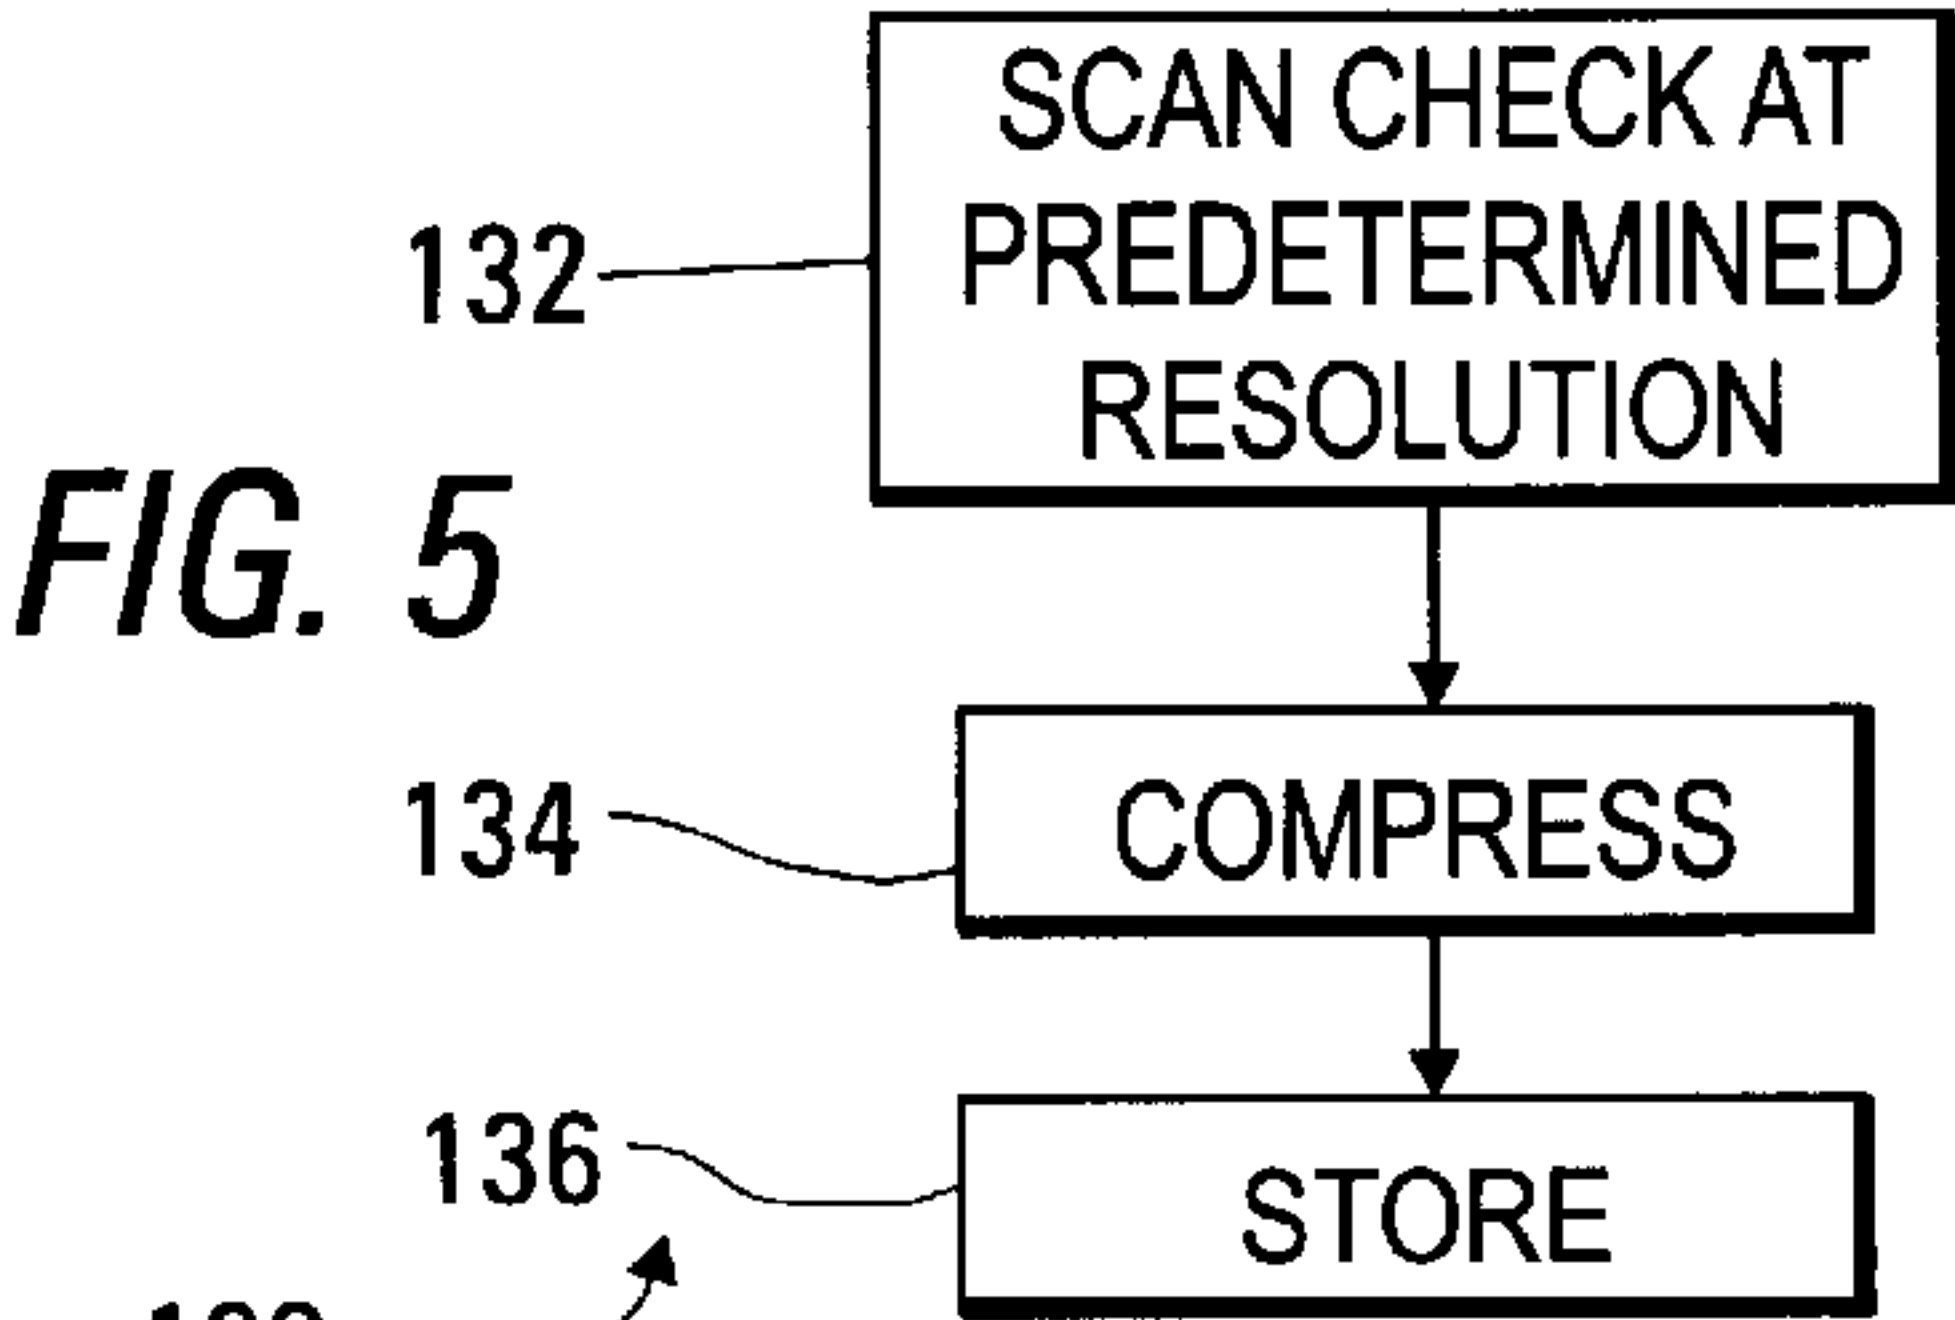 SCAN CHECK AT
PREDETERMINED
RESOLUTION
132
FIG. 5
134
COMPRESS
136
STORE